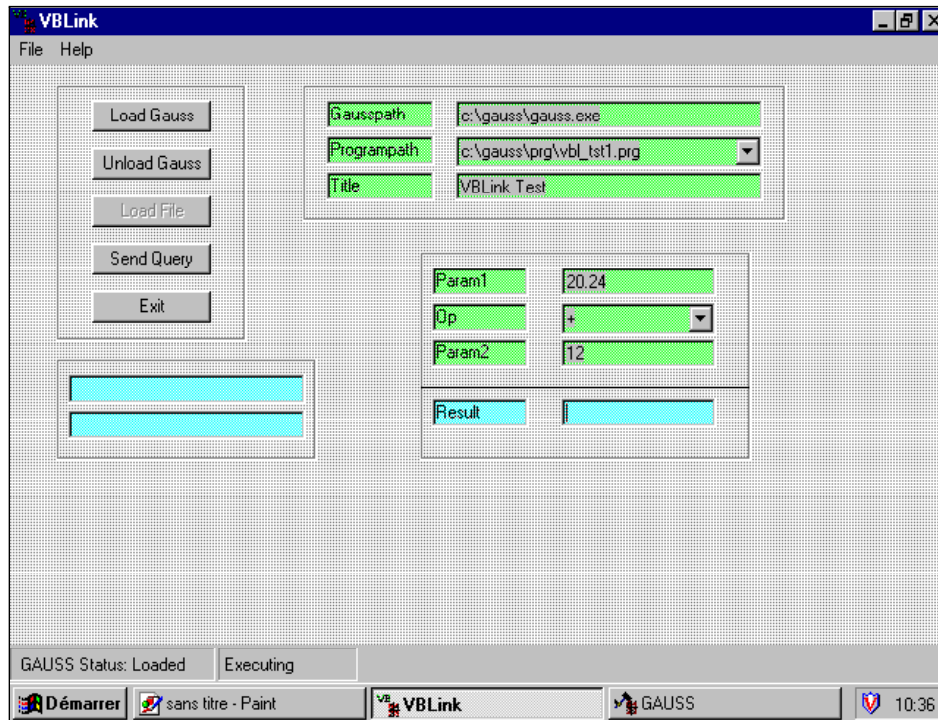 VBLink
File Help
Load Gauss
Unload Gauss
Load File
Send Query
Exit
Gausspath c:\gauss\gauss.exe
Programpath c:\gauss\prg\vbl_tst1.prg
Title VBLink Test
Param1 20.24
Op +
Param2 12
Result
GAUSS Status: Loaded Executing
Démarrer sans titre - Paint VBLink GAUSS 10:36